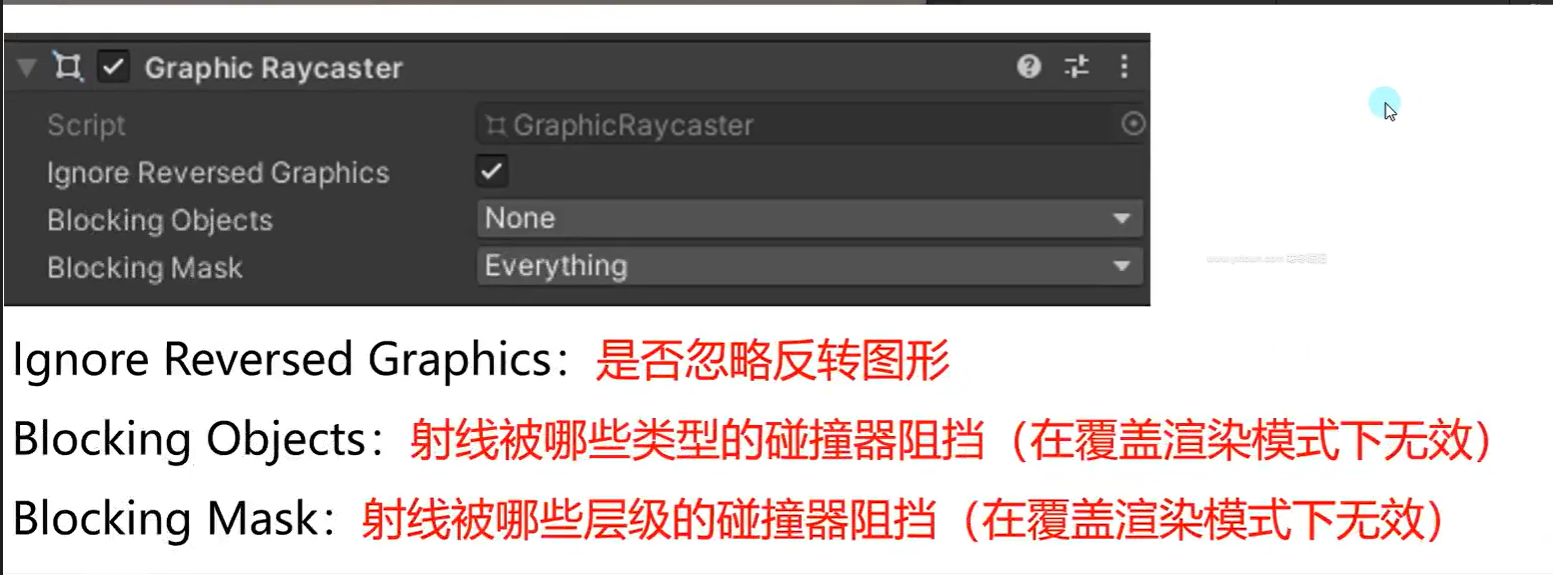 Graphic Raycaster
Script GraphicRaycaster
Ignore Reversed Graphics
Blocking Objects None
Blocking Mask Everything
Ignore Reversed Graphics：是否忽略反转图形
Blocking Objects：射线被哪些类型的碰撞器阻挡（在覆盖渲染模式下无效）
Blocking Mask：射线被哪些层级的碰撞器阻挡（在覆盖渲染模式下无效）